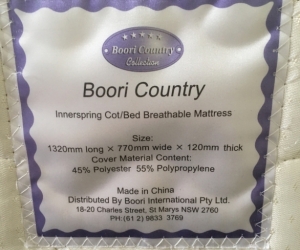 Boori Country
Collection
Boori Country
Innerspring Cot/Bed Breathable Mattress
Size:
1320mm long × 770mm wide × 120mm thick
Cover Material Content:
45% Polyester 55% Polypropylene
Made in China
Distributed By Boori International Pty Ltd.
18-20 Charles Street, St Marys NSW 2760
PH:(61 2) 9833 3769